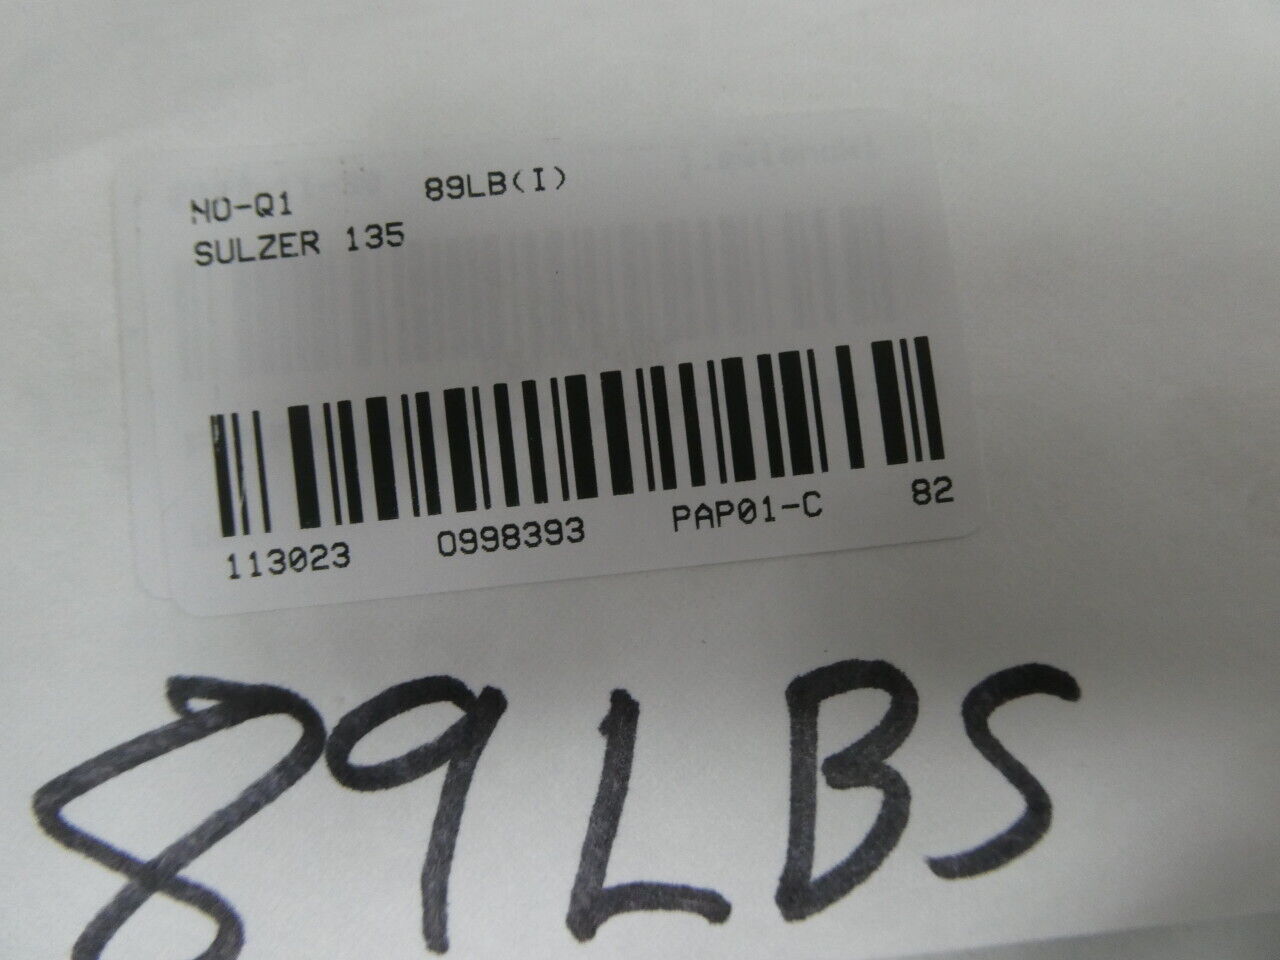 NO-Q1 89LB(I)
SULZER 135
113023 0998393 PAP01-C 82
89LBS